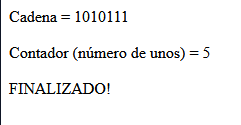 Cadena = 1010111
Contador (número de unos) = 5
FINALIZADO!